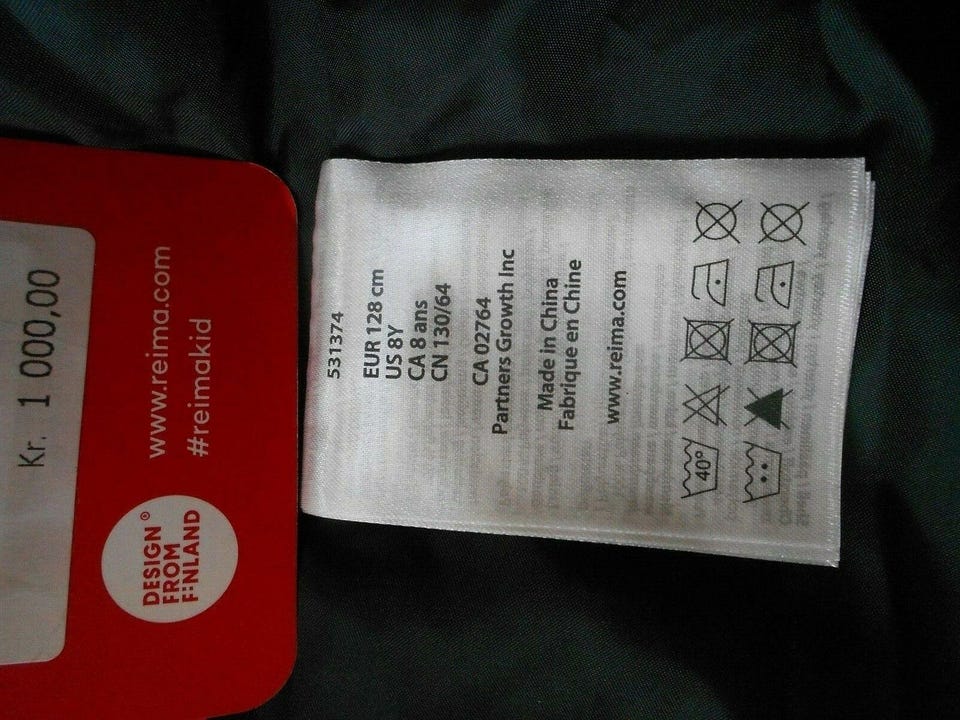 Kr. 1 000,00
www.reima.com
#reimakid
DESIGN ®
FROM
FINLAND
531374
EUR 128 cm
US 8Y
CA 8 ans
CN 130/64
CA 02764
Partners Growth Inc
Made in China
Fabrique en Chine
www.reima.com
40°